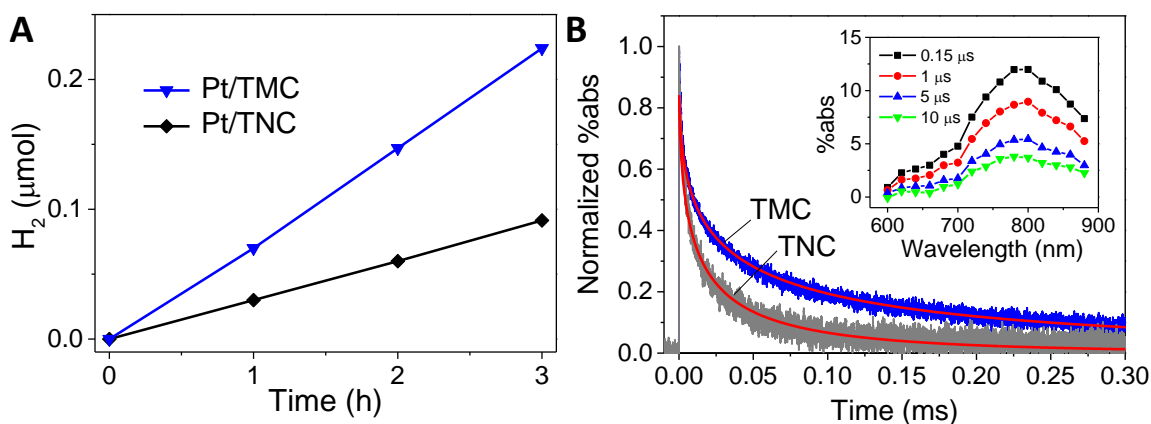 A
H₂ (μmol)
0.2
0.1
0.0
Pt/TMC
Pt/TNC
0
1
2
3
Time (h)
B
Normalized %abs
1.0
0.8
0.6
0.4
0.2
0.0
TMC
TNC
0.00
0.05
0.10
0.15
0.20
0.25
0.30
Time (ms)
%abs
15
10
5
0
0.15 μs
1 μs
5 μs
10 μs
600
700
800
900
Wavelength (nm)